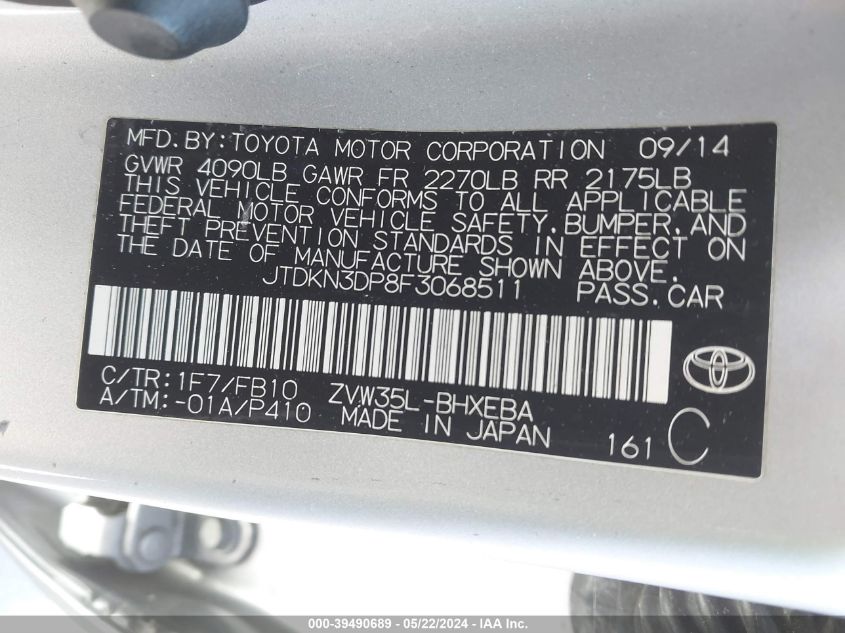 MFD. BY: TOYOTA MOTOR CORPORATION 09/14
GVWR 4090LB GAWR FR 2270LB RR 2175LB
THIS VEHICLE CONFORMS TO ALL APPLICABLE
FEDERAL MOTOR VEHICLE SAFETY, BUMPER, AND
THEFT PREVENTION STANDARDS IN EFFECT ON
THE DATE OF MANUFACTURE SHOWN ABOVE.
JTDKN3DP8F3068511 PASS. CAR
C/TR: 1F7/FB10 ZVW35L-BHXEBA
A/TM: -01A/P410 MADE IN JAPAN 161 C
000-39490689 - 05/22/2024 - IAA Inc.